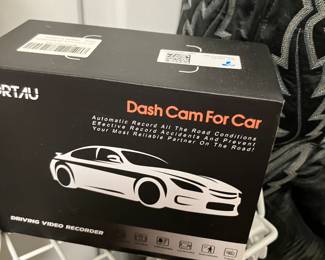 ORTAU
Dash Cam For Car
Automatic Record All The Road Conditions
Effective Record Accidents And Prevent
Your Most Reliable Partner On The Road!
DRIVING VIDEO RECORDER